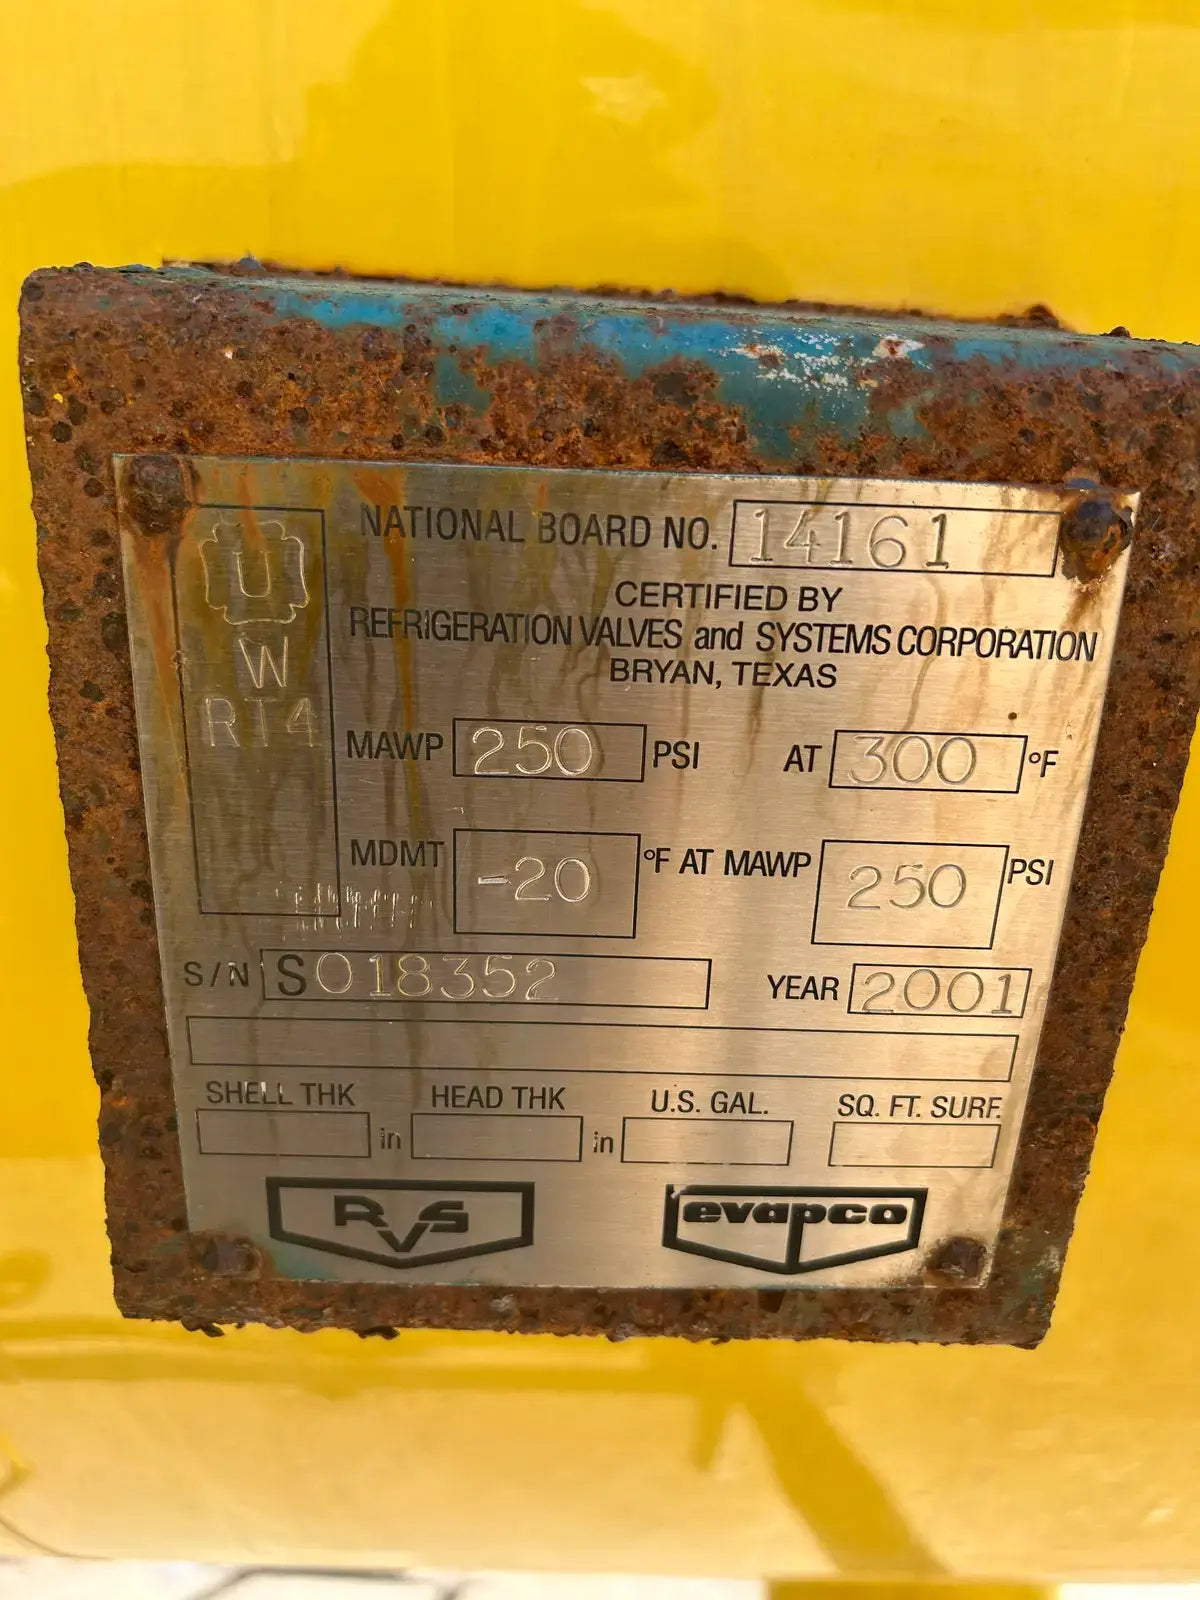 NATIONAL BOARD NO. 14161
U
W
RT4
CERTIFIED BY
REFRIGERATION VALVES and SYSTEMS CORPORATION
BRYAN, TEXAS
MAWP 250 PSI AT 300 °F
MDMT -20 °F AT MAWP 250 PSI
S/N S018352 YEAR 2001
SHELL THK HEAD THK U.S. GAL. SQ. FT. SURF.
in in
RVS evapco